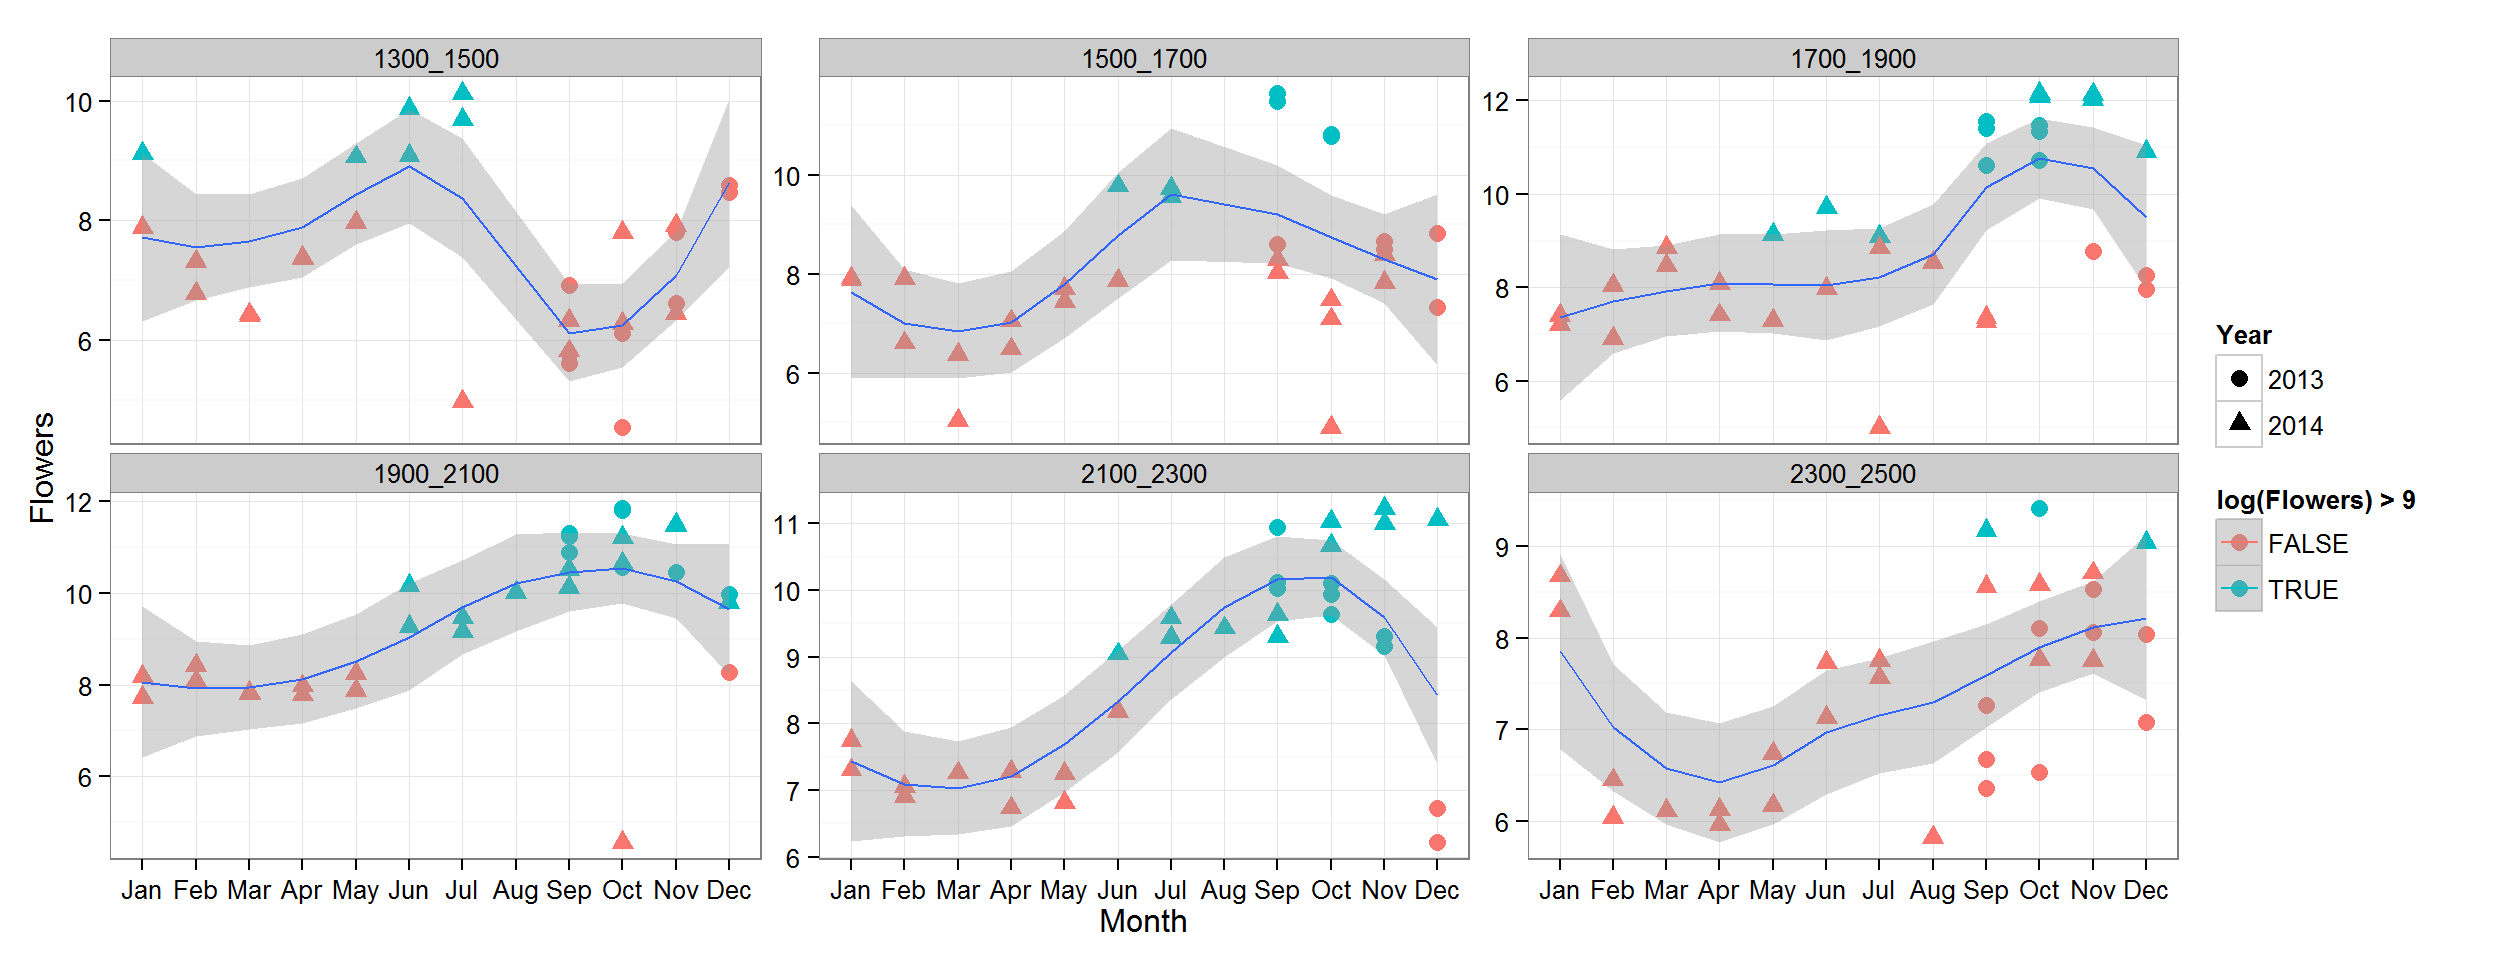 1300_1500 1500_1700 1700_1900
10 8 6
10 8 6
12 10 8 6
Flowers
1900_2100 2100_2300 2300_2500
12 10 8 6
11 10 9 8 7 6
9 8 7 6
Jan Feb Mar Apr May Jun Jul Aug Sep Oct Nov Dec
Jan Feb Mar Apr May Jun Jul Aug Sep Oct Nov Dec
Jan Feb Mar Apr May Jun Jul Aug Sep Oct Nov Dec
Month
Year
2013
2014
log(Flowers) > 9
FALSE
TRUE